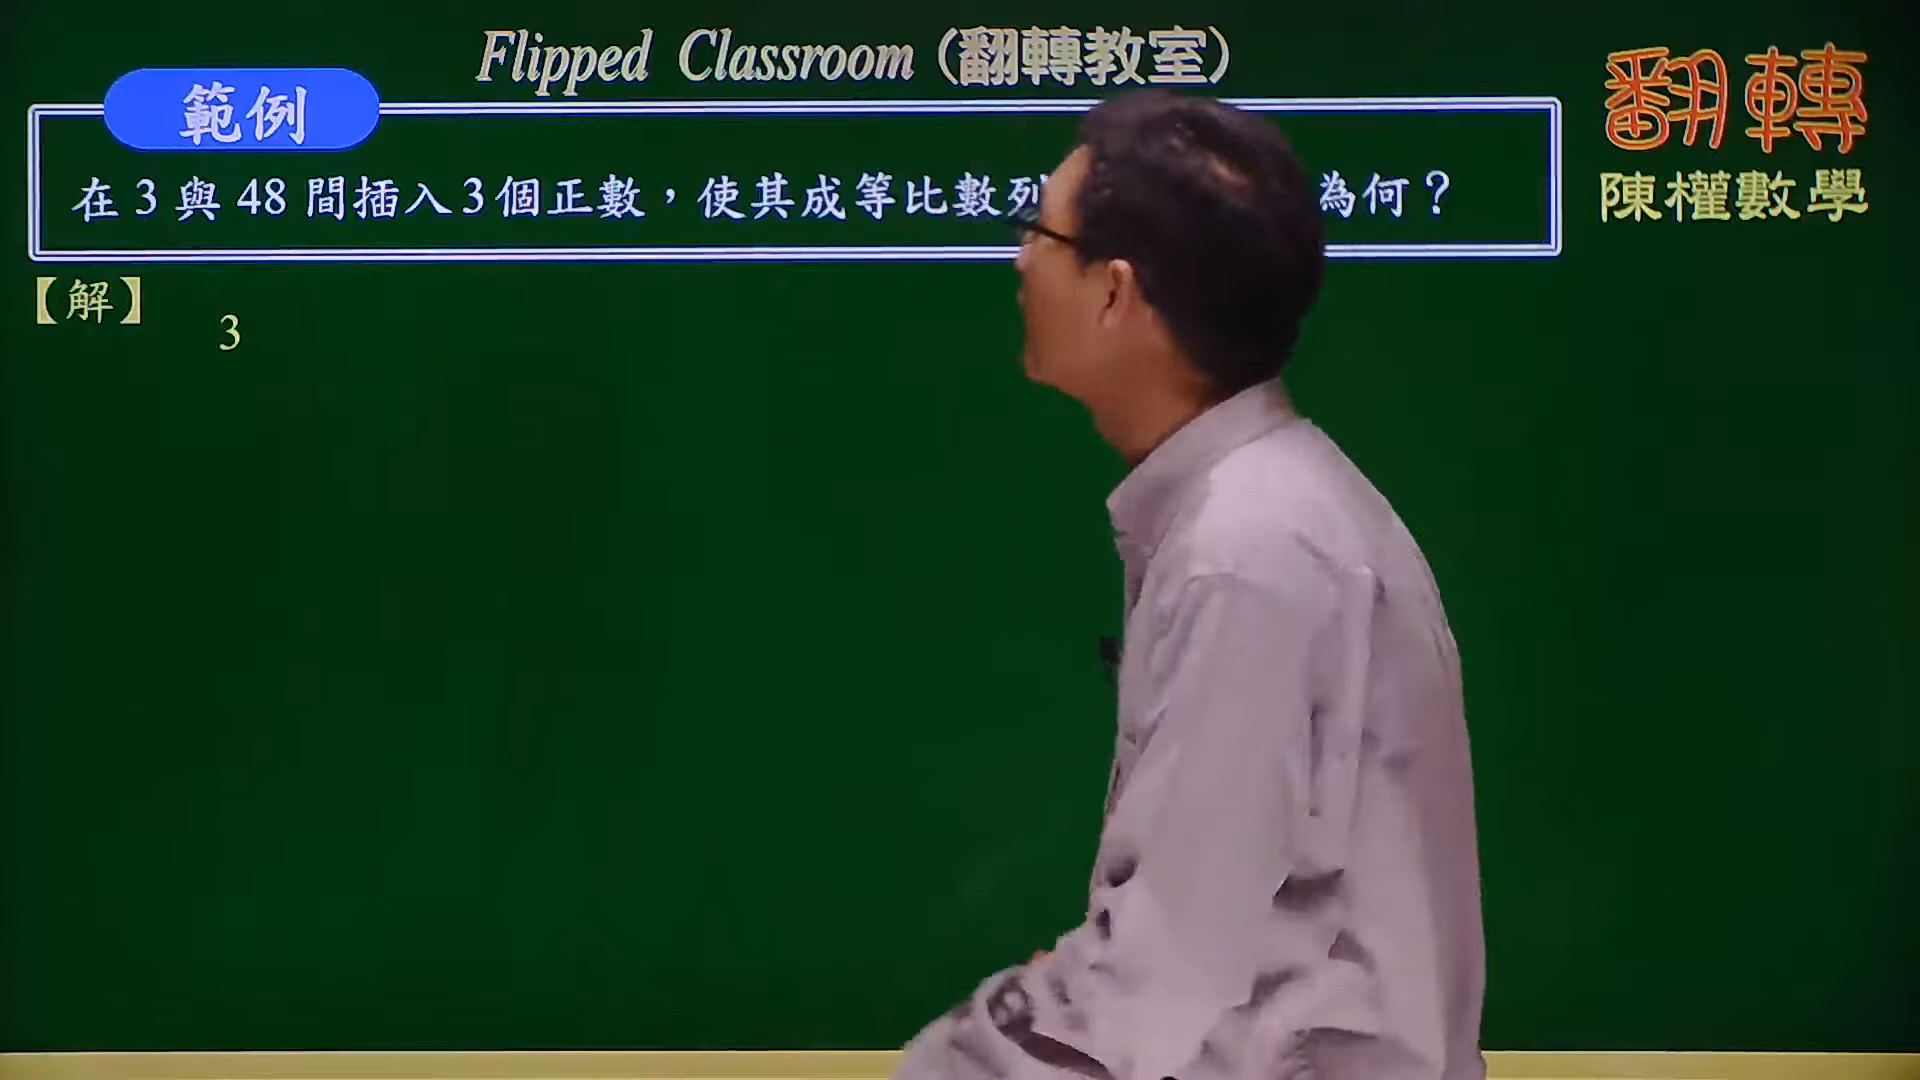 Flipped Classroom (翻轉教室)
翻轉
陳權數學
範例
在 3 與 48 間插入 3 個正數，使其成等比數列 為何？
【解】
3